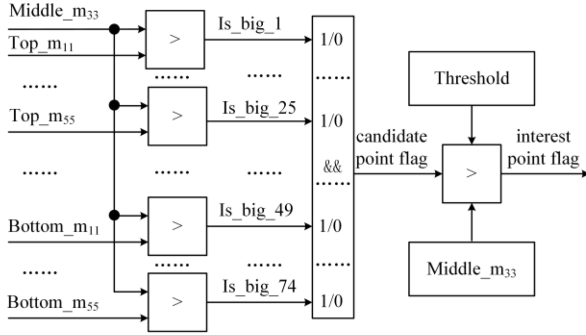 Middle_m33
Top_m11
>
Is_big_1
1/0
……
……
……
……
Top_m55
>
Is_big_25
1/0
Threshold
……
……
……
&&
……
candidate
point flag
>
interest
point flag
Bottom_m11
>
Is_big_49
1/0
……
……
……
……
Bottom_m55
>
Is_big_74
1/0
Middle_m33